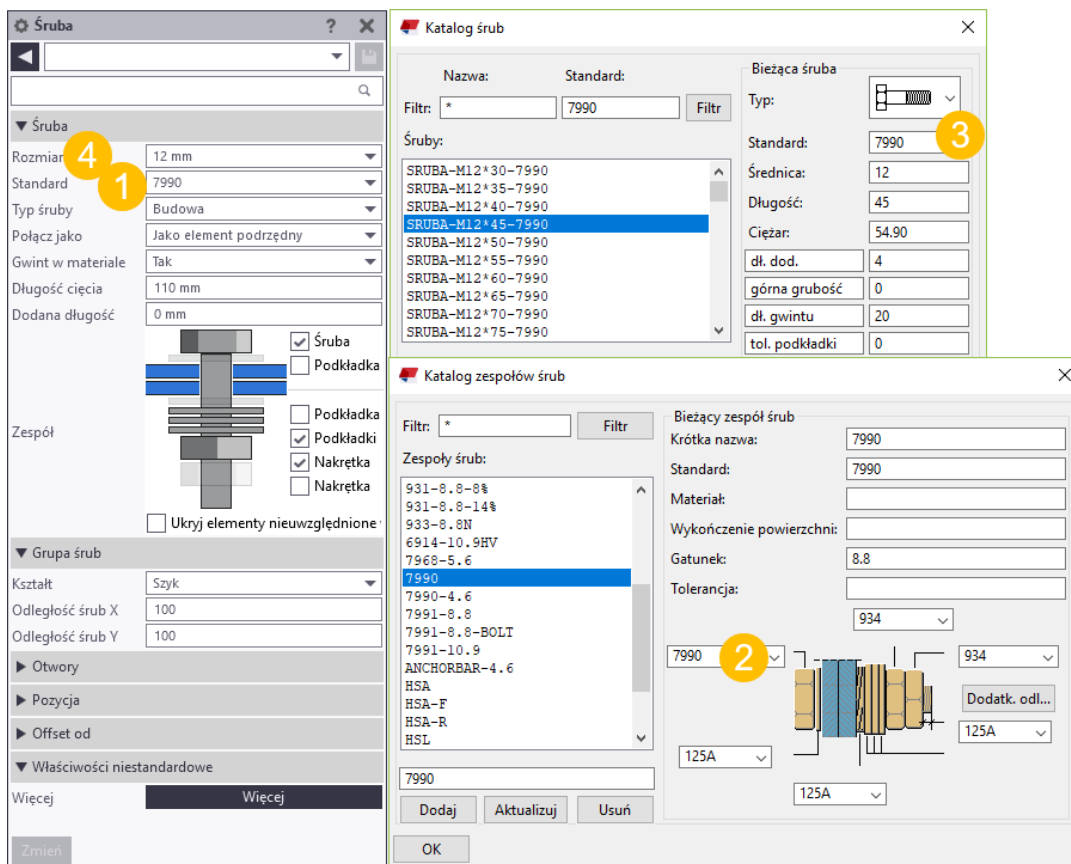 Śruba ? X
Śruba
Rozmiar 4 12 mm
Standard 1 7990
Typ śruby Budowa
Połącz jako Jako element podrzędny
Gwint w materiale Tak
Długość cięcia 110 mm
Dodana długość 0 mm
Śruba
Podkładka
Zespół
Podkładka
Podkładki
Nakrętka
Nakrętka
Ukryj elementy nieuwzględnione
Grupa śrub
Kształt Szyk
Odległość śrub X 100
Odległość śrub Y 100
Otwory
Pozycja
Offset od
Właściwości niestandardowe
Więcej Więcej
Zmień
Katalog śrub
Nazwa: Standard:
Filtr: * 7990 Filtr
Śruby:
SRUBA-M12*30-7990
SRUBA-M12*35-7990
SRUBA-M12*40-7990
SRUBA-M12*45-7990
SRUBA-M12*50-7990
SRUBA-M12*55-7990
SRUBA-M12*60-7990
SRUBA-M12*65-7990
SRUBA-M12*70-7990
SRUBA-M12*75-7990
Bieżąca śruba
Typ:
Standard: 7990 3
Średnica: 12
Długość: 45
Ciężar: 54.90
dł. dod. 4
górna grubość 0
dł. gwintu 20
tol. podkładki 0
Katalog zespołów śrub
Filtr: * Filtr
Zespoły śrub:
931-8.8-8%
931-8.8-14%
933-8.8N
6914-10.9HV
7968-5.6
7990
7990-4.6
7991-8.8
7991-8.8-BOLT
7991-10.9
ANCHORBAR-4.6
HSA
HSA-F
HSA-R
HSL
7990
Dodaj Aktualizuj Usuń
OK
Bieżący zespół śrub
Krótka nazwa: 7990
Standard: 7990
Materiał:
Wykończenie powierzchni:
Gatunek: 8.8
Tolerancja:
934
7990 2 934
Dodatk. odl...
125A
125A
125A